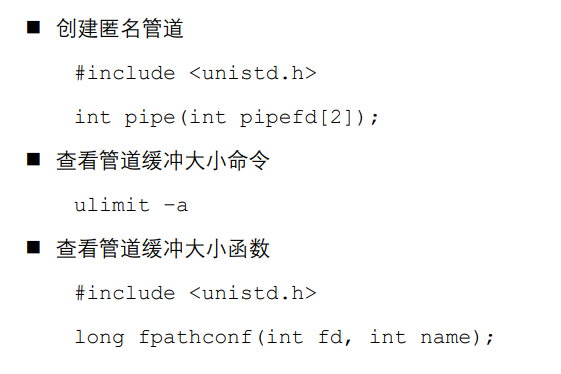 ■ 创建匿名管道
#include <unistd.h>
int pipe(int pipefd[2]);
■ 查看管道缓冲大小命令
ulimit –a
■ 查看管道缓冲大小函数
#include <unistd.h>
long fpathconf(int fd, int name);